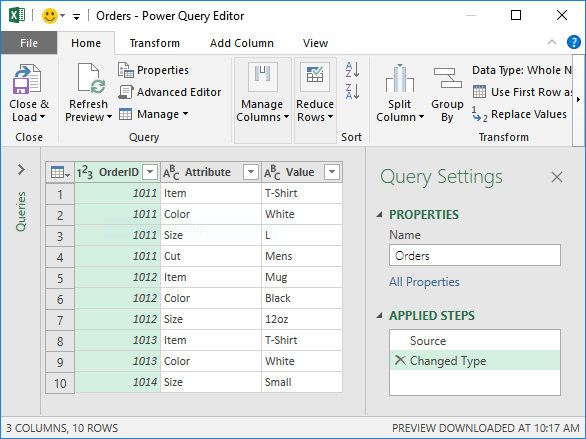 Orders - Power Query Editor
File Home Transform Add Column View
Close & Load
Refresh Preview
Properties
Advanced Editor
Manage
Manage Columns
Reduce Rows
Split Column
Group By
Data Type: Whole N
Use First Row as
Replace Values
Close Query Sort Transform
Queries
OrderID Attribute Value
1 1011 Item T-Shirt
2 1011 Color White
3 1011 Size L
4 1011 Cut Mens
5 1012 Item Mug
6 1012 Color Black
7 1012 Size 12oz
8 1013 Item T-Shirt
9 1013 Color White
10 1014 Size Small
Query Settings
PROPERTIES
Name
Orders
All Properties
APPLIED STEPS
Source
Changed Type
3 COLUMNS, 10 ROWS PREVIEW DOWNLOADED AT 10:17 AM